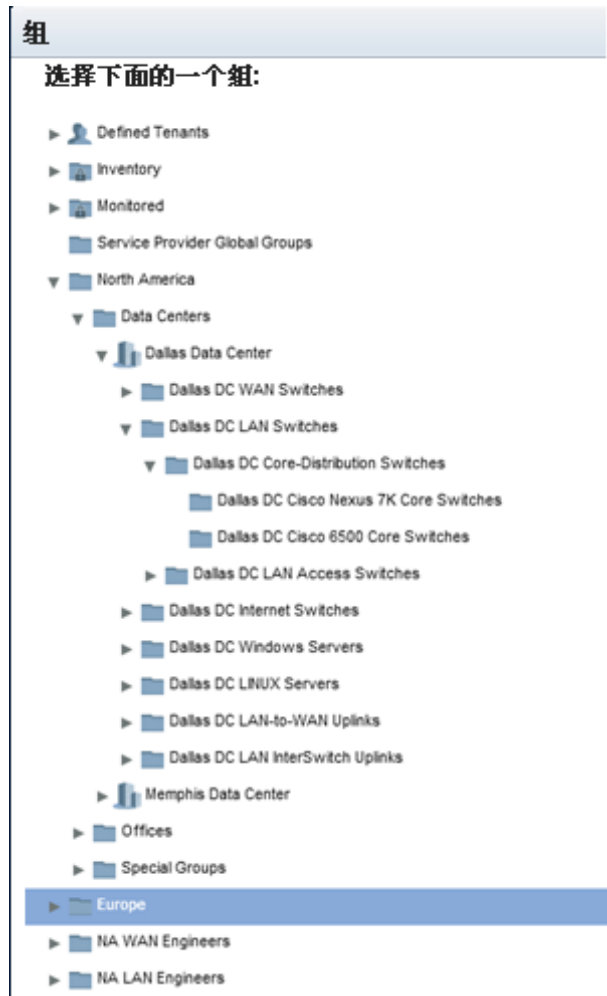 组
选择下面的一个组:
Defined Tenants
Inventory
Monitored
Service Provider Global Groups
North America
Data Centers
Dallas Data Center
Dallas DC WAN Switches
Dallas DC LAN Switches
Dallas DC Core-Distribution Switches
Dallas DC Cisco Nexus 7K Core Switches
Dallas DC Cisco 6500 Core Switches
Dallas DC LAN Access Switches
Dallas DC Internet Switches
Dallas DC Windows Servers
Dallas DC LINUX Servers
Dallas DC LAN-to-WAN Uplinks
Dallas DC LAN InterSwitch Uplinks
Memphis Data Center
Offices
Special Groups
Europe
NA WAN Engineers
NA LAN Engineers